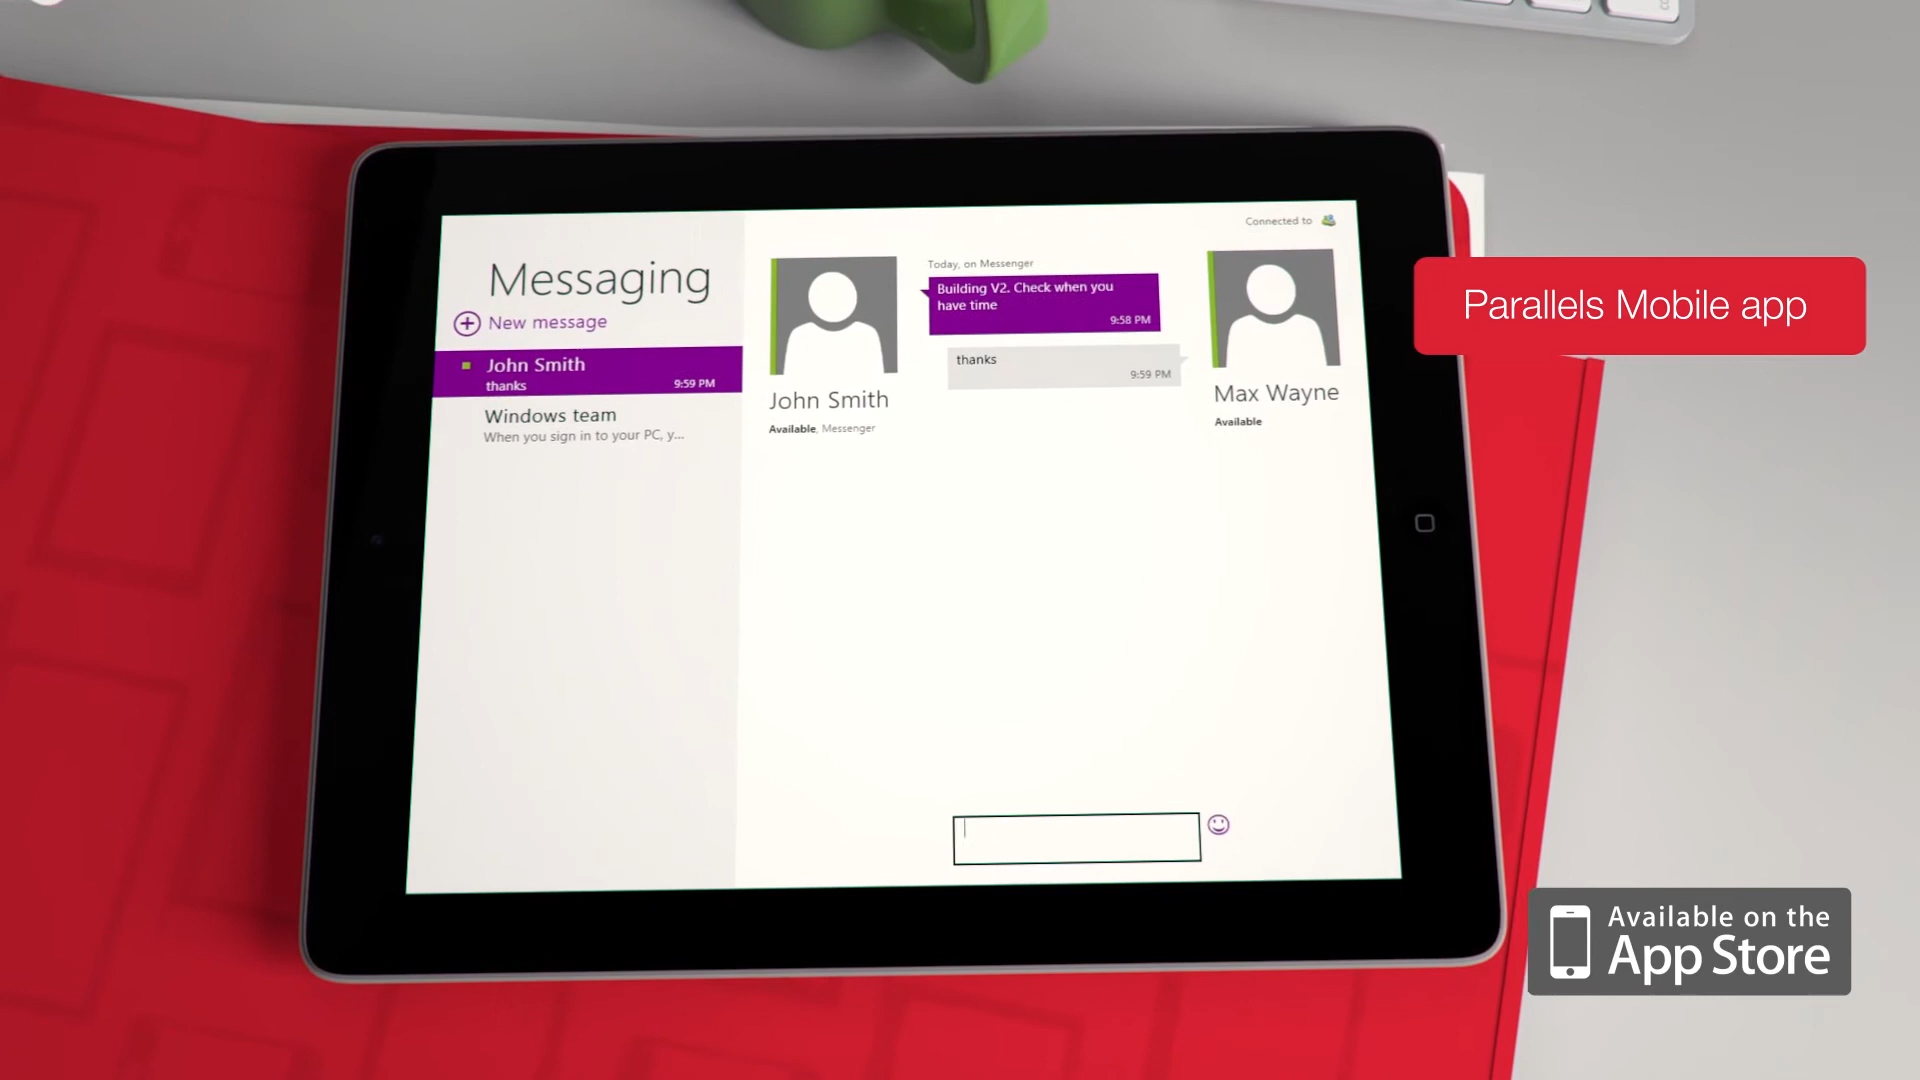 Connected to
Messaging
New message
John Smith
thanks
9:59 PM
Windows team
When you sign in to your PC, y...
John Smith
Available, Messenger
Today, on Messenger
Building V2. Check when you
have time
9:58 PM
thanks
9:59 PM
Max Wayne
Available
Parallels Mobile app
Available on the
App Store